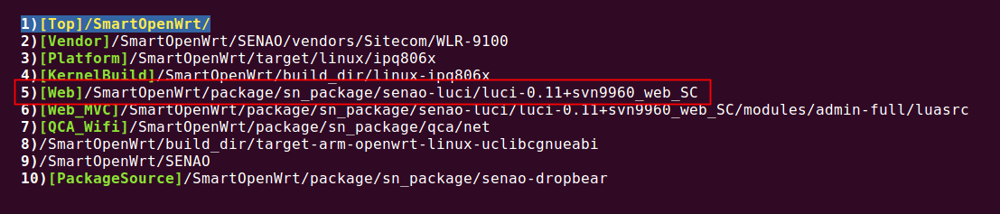 1)[Top]/SmartOpenWrt/
2)[Vendor]/SmartOpenWrt/SENAO/vendors/Sitecom/WLR-9100
3)[Platform]/SmartOpenWrt/target/linux/ipq806x
4)[KernelBuild]/SmartOpenWrt/build_dir/linux-ipq806x
5)[Web]/SmartOpenWrt/package/sn_package/senao-luci/luci-0.11+svn9960_web_SC
6)[Web_MVC]/SmartOpenWrt/package/sn_package/senao-luci/luci-0.11+svn9960_web_SC/modules/admin-full/luasrc
7)[QCA_Wifi]/SmartOpenWrt/package/sn_package/qca/net
8)/SmartOpenWrt/build_dir/target-arm-openwrt-linux-uclibcgnueabi
9)/SmartOpenWrt/SENAO
10)[PackageSource]/SmartOpenWrt/package/sn_package/senao-dropbear